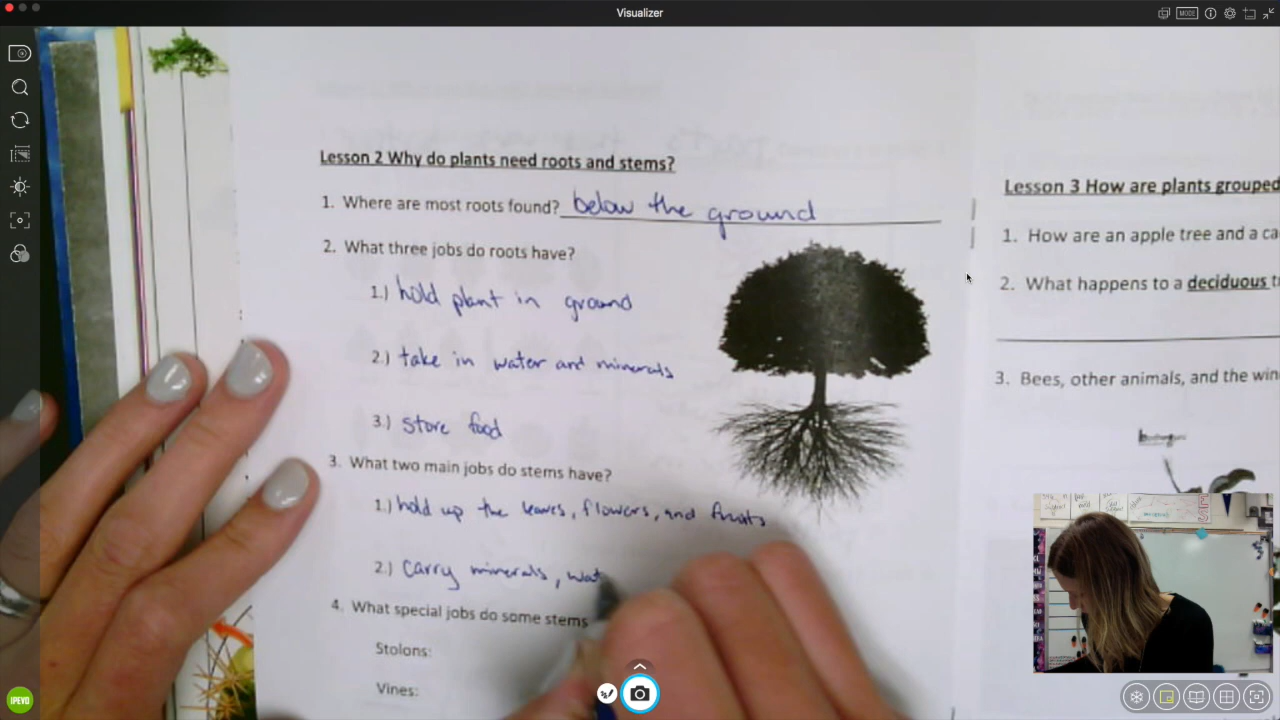 Visualizer
MODE
Lesson 2 Why do plants need roots and stems?
1. Where are most roots found? below the ground
2. What three jobs do roots have?
1.) hold plant in ground
2.) take in water and minerals
3.) store food
3. What two main jobs do stems have?
1.) hold up the leaves, flowers, and fruits
2.) carry minerals, wat
4. What special jobs do some stems
Stolons:
Vines:
Lesson 3 How are plants grouped
1. How are an apple tree and a ca
2. What happens to a deciduous t
3. Bees, other animals, and the win
IPEVO